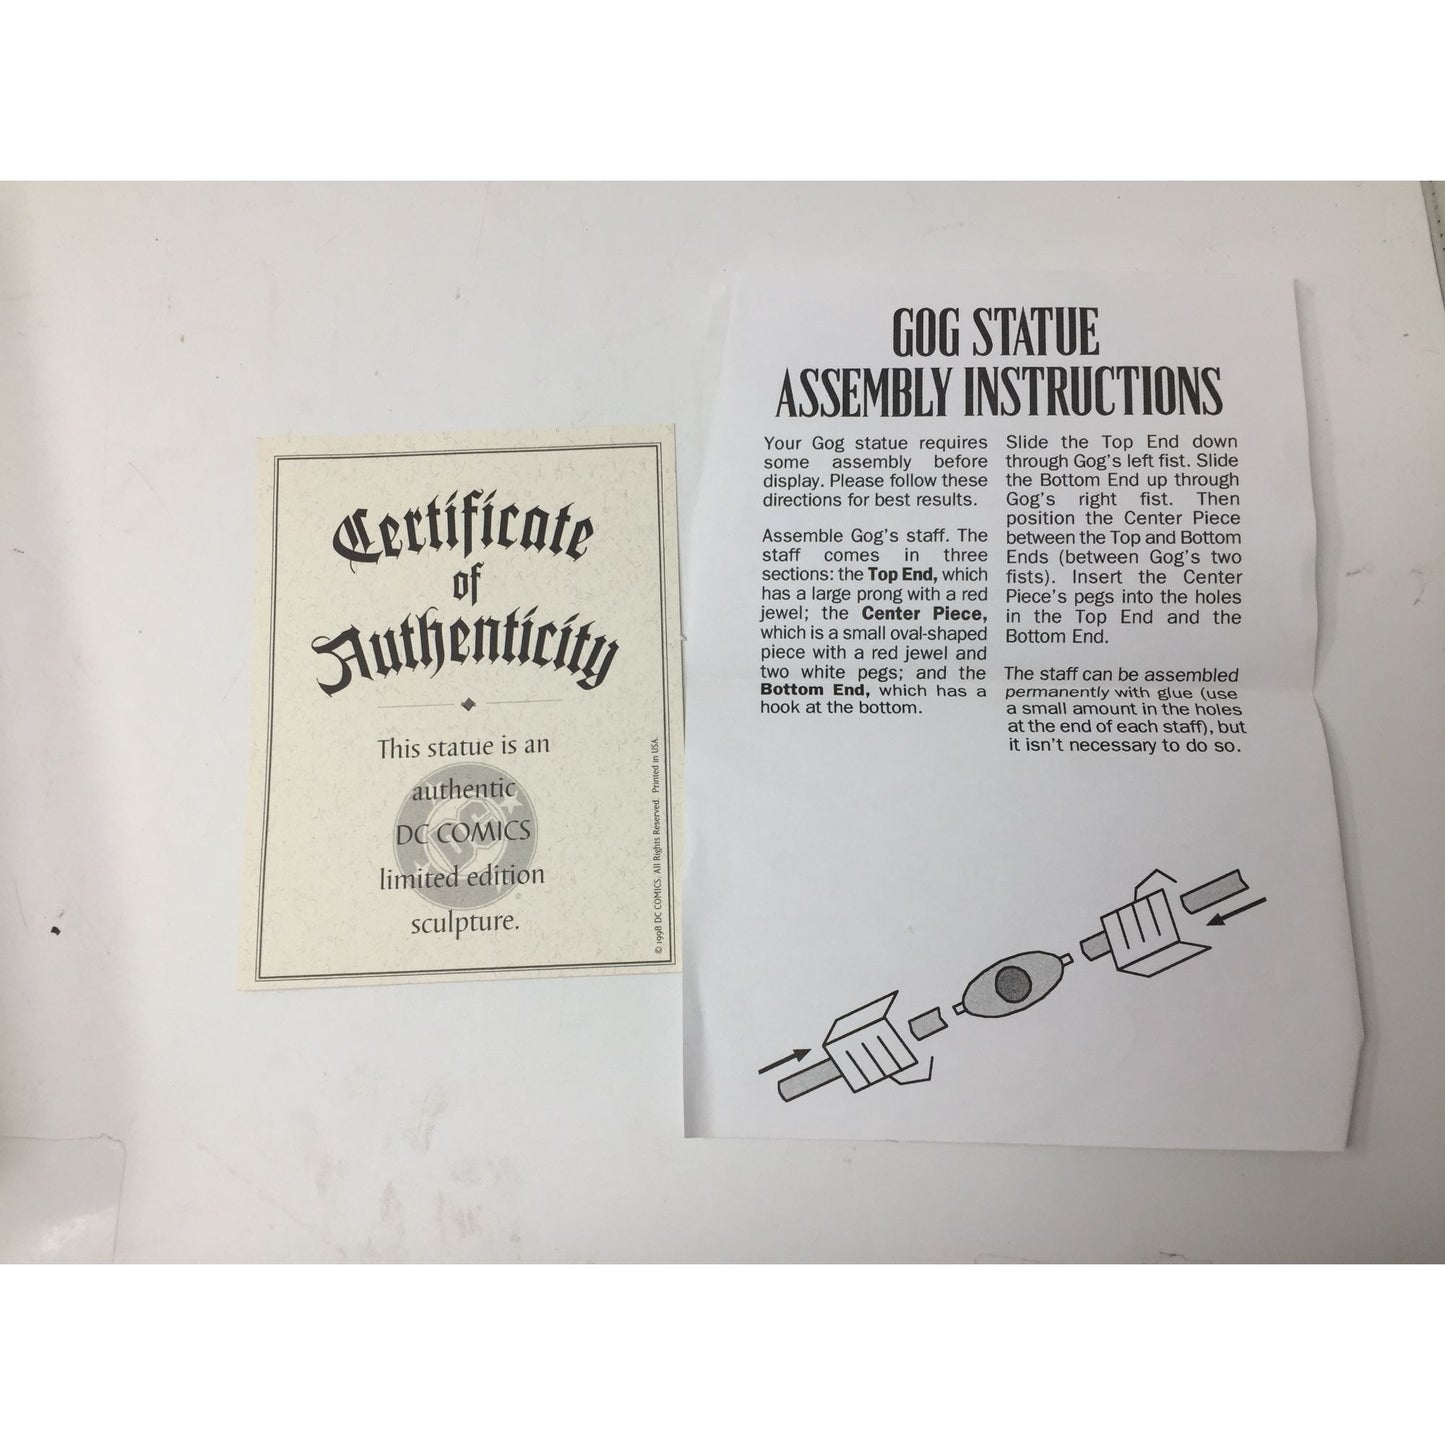 Certificate
of
Authenticity
This statue is an
authentic
DC COMICS
limited edition
sculpture.
© 1998 DC COMICS. All Rights Reserved. Printed in USA.
DC
GOG STATUE
ASSEMBLY INSTRUCTIONS
Your Gog statue requires
some assembly before
display. Please follow these
directions for best results.
Assemble Gog's staff. The
staff comes in three
sections: the Top End, which
has a large prong with a red
jewel; the Center Piece,
which is a small oval-shaped
piece with a red jewel and
two white pegs; and the
Bottom End, which has a
hook at the bottom.
Slide the Top End down
through Gog's left fist. Slide
the Bottom End up through
Gog's right fist. Then
position the Center Piece
between the Top and Bottom
Ends (between Gog's two
fists). Insert the Center
Piece's pegs into the holes
in the Top End and the
Bottom End.
The staff can be assembled
permanently with glue (use
a small amount in the holes
at the end of each staff), but
it isn't necessary to do so.